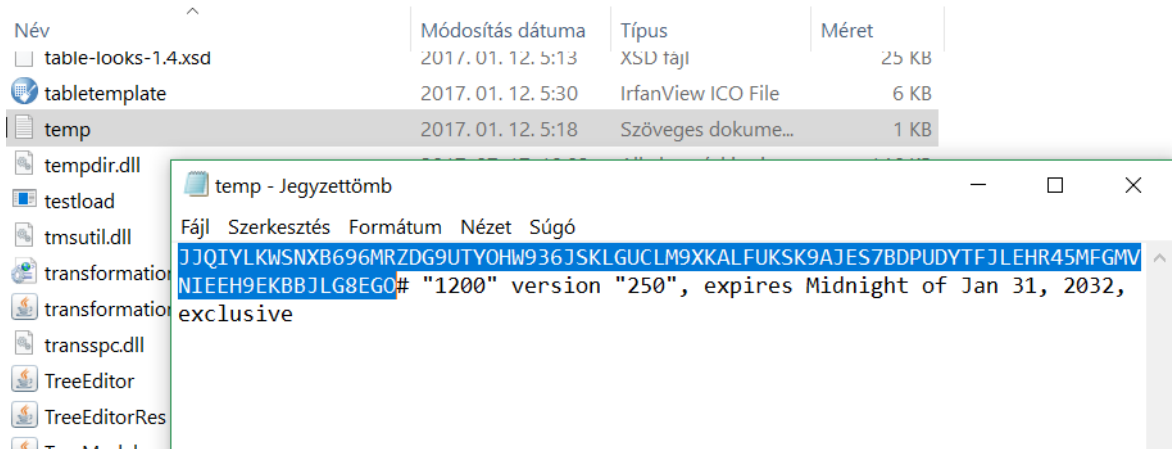 Név Módosítás dátuma Típus Méret
table-looks-1.4.xsd 2017. 01. 12. 5:13 XSD fájl 25 KB
tabletemplate 2017. 01. 12. 5:30 IrfanView ICO File 6 KB
temp 2017. 01. 12. 5:18 Szöveges dokume... 1 KB
tempdir.dll
testload
tmsutil.dll
transformation
transformation
transspc.dll
TreeEditor
TreeEditorRes
temp - Jegyzettömb
Fájl Szerkesztés Formátum Nézet Súgó
JJQIYLKWSNXB696MRZDG9UTYOHW936JSKLGUCLM9XKALFUKSK9AJES7BDPUDYTFJLEHR45MFGMV
NIEEH9EKBBJLG8EGO# "1200" version "250", expires Midnight of Jan 31, 2032,
exclusive